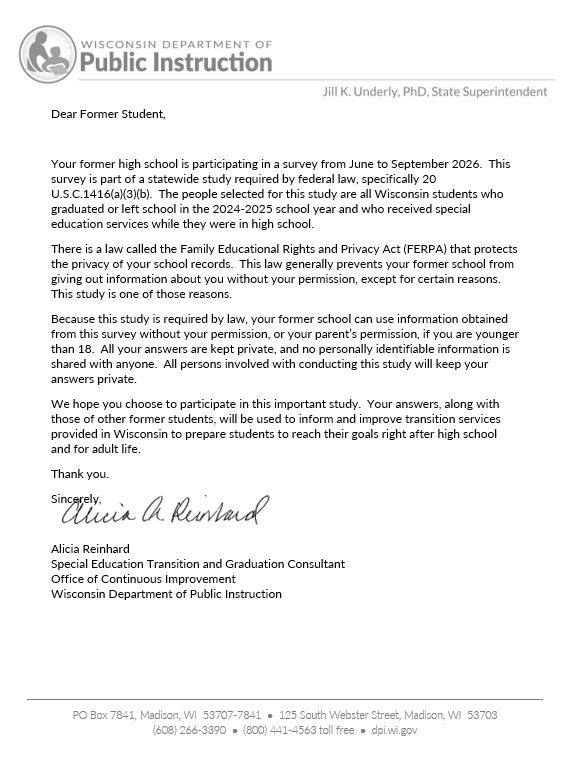 WISCONSIN DEPARTMENT OF
Public Instruction
Jill K. Underly, PhD, State Superintendent
Dear Former Student,
Your former high school is participating in a survey from June to September 2026.  This
survey is part of a statewide study required by federal law, specifically 20
U.S.C.1416(a)(3)(b).  The people selected for this study are all Wisconsin students who
graduated or left school in the 2024-2025 school year and who received special
education services while they were in high school.
There is a law called the Family Educational Rights and Privacy Act (FERPA) that protects
the privacy of your school records.  This law generally prevents your former school from
giving out information about you without your permission, except for certain reasons.
This study is one of those reasons.
Because this study is required by law, your former school can use information obtained
from this survey without your permission, or your parent's permission, if you are younger
than 18.  All your answers are kept private, and no personally identifiable information is
shared with anyone.  All persons involved with conducting this study will keep your
answers private.
We hope you choose to participate in this important study.  Your answers, along with
those of other former students, will be used to inform and improve transition services
provided in Wisconsin to prepare students to reach their goals right after high school
and for adult life.
Thank you.
Sincerely,
Alicia A Reinhard
Alicia Reinhard
Special Education Transition and Graduation Consultant
Office of Continuous Improvement
Wisconsin Department of Public Instruction
PO Box 7841, Madison, WI  53707-7841  •  125 South Webster Street, Madison, WI  53703
(608) 266-3390  •  (800) 441-4563 toll free  •  dpi.wi.gov